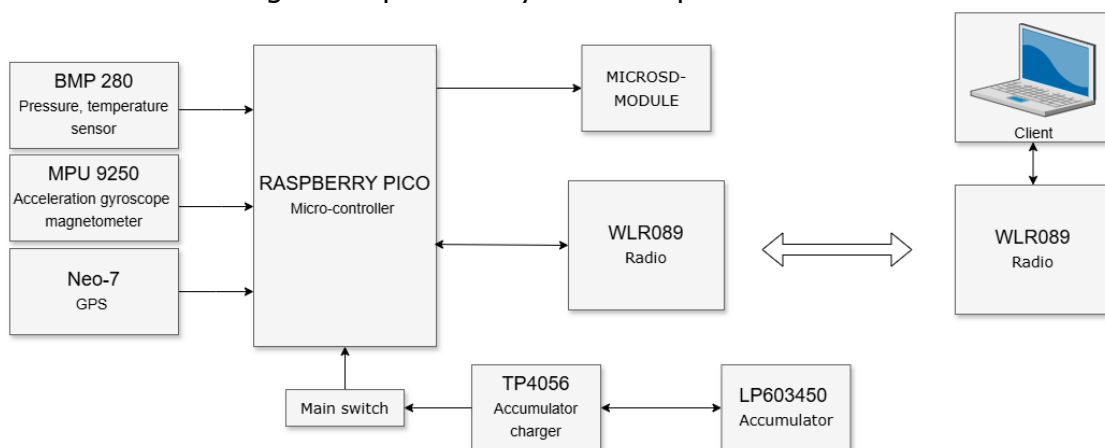 BMP 280
Pressure, temperature
sensor
MPU 9250
Acceleration gyroscope
magnetometer
Neo-7
GPS
RASPBERRY PICO
Micro-controller
MICROSD-
MODULE
WLR089
Radio
Client
WLR089
Radio
Main switch
TP4056
Accumulator
charger
LP603450
Accumulator